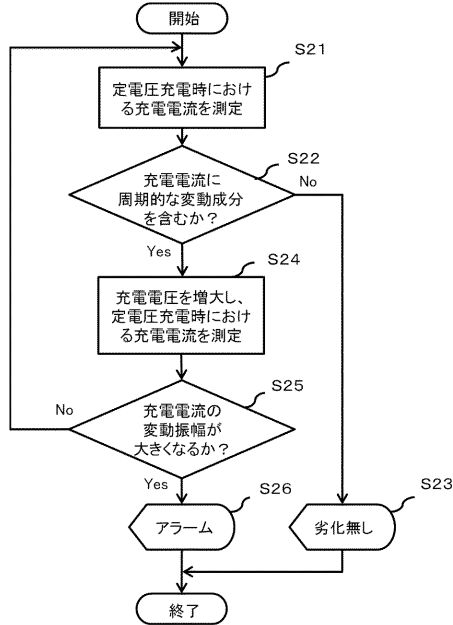 開始
S21
定電圧充電時におけ
る充電電流を測定
S22
充電電流に
周期的な変動成分
を含むか？
No
Yes
S24
充電電圧を増大し、
定電圧充電時におけ
る充電電流を測定
S25
充電電流の
変動振幅が
大きくなるか？
No
Yes
S26
アラーム
S23
劣化無し
終了